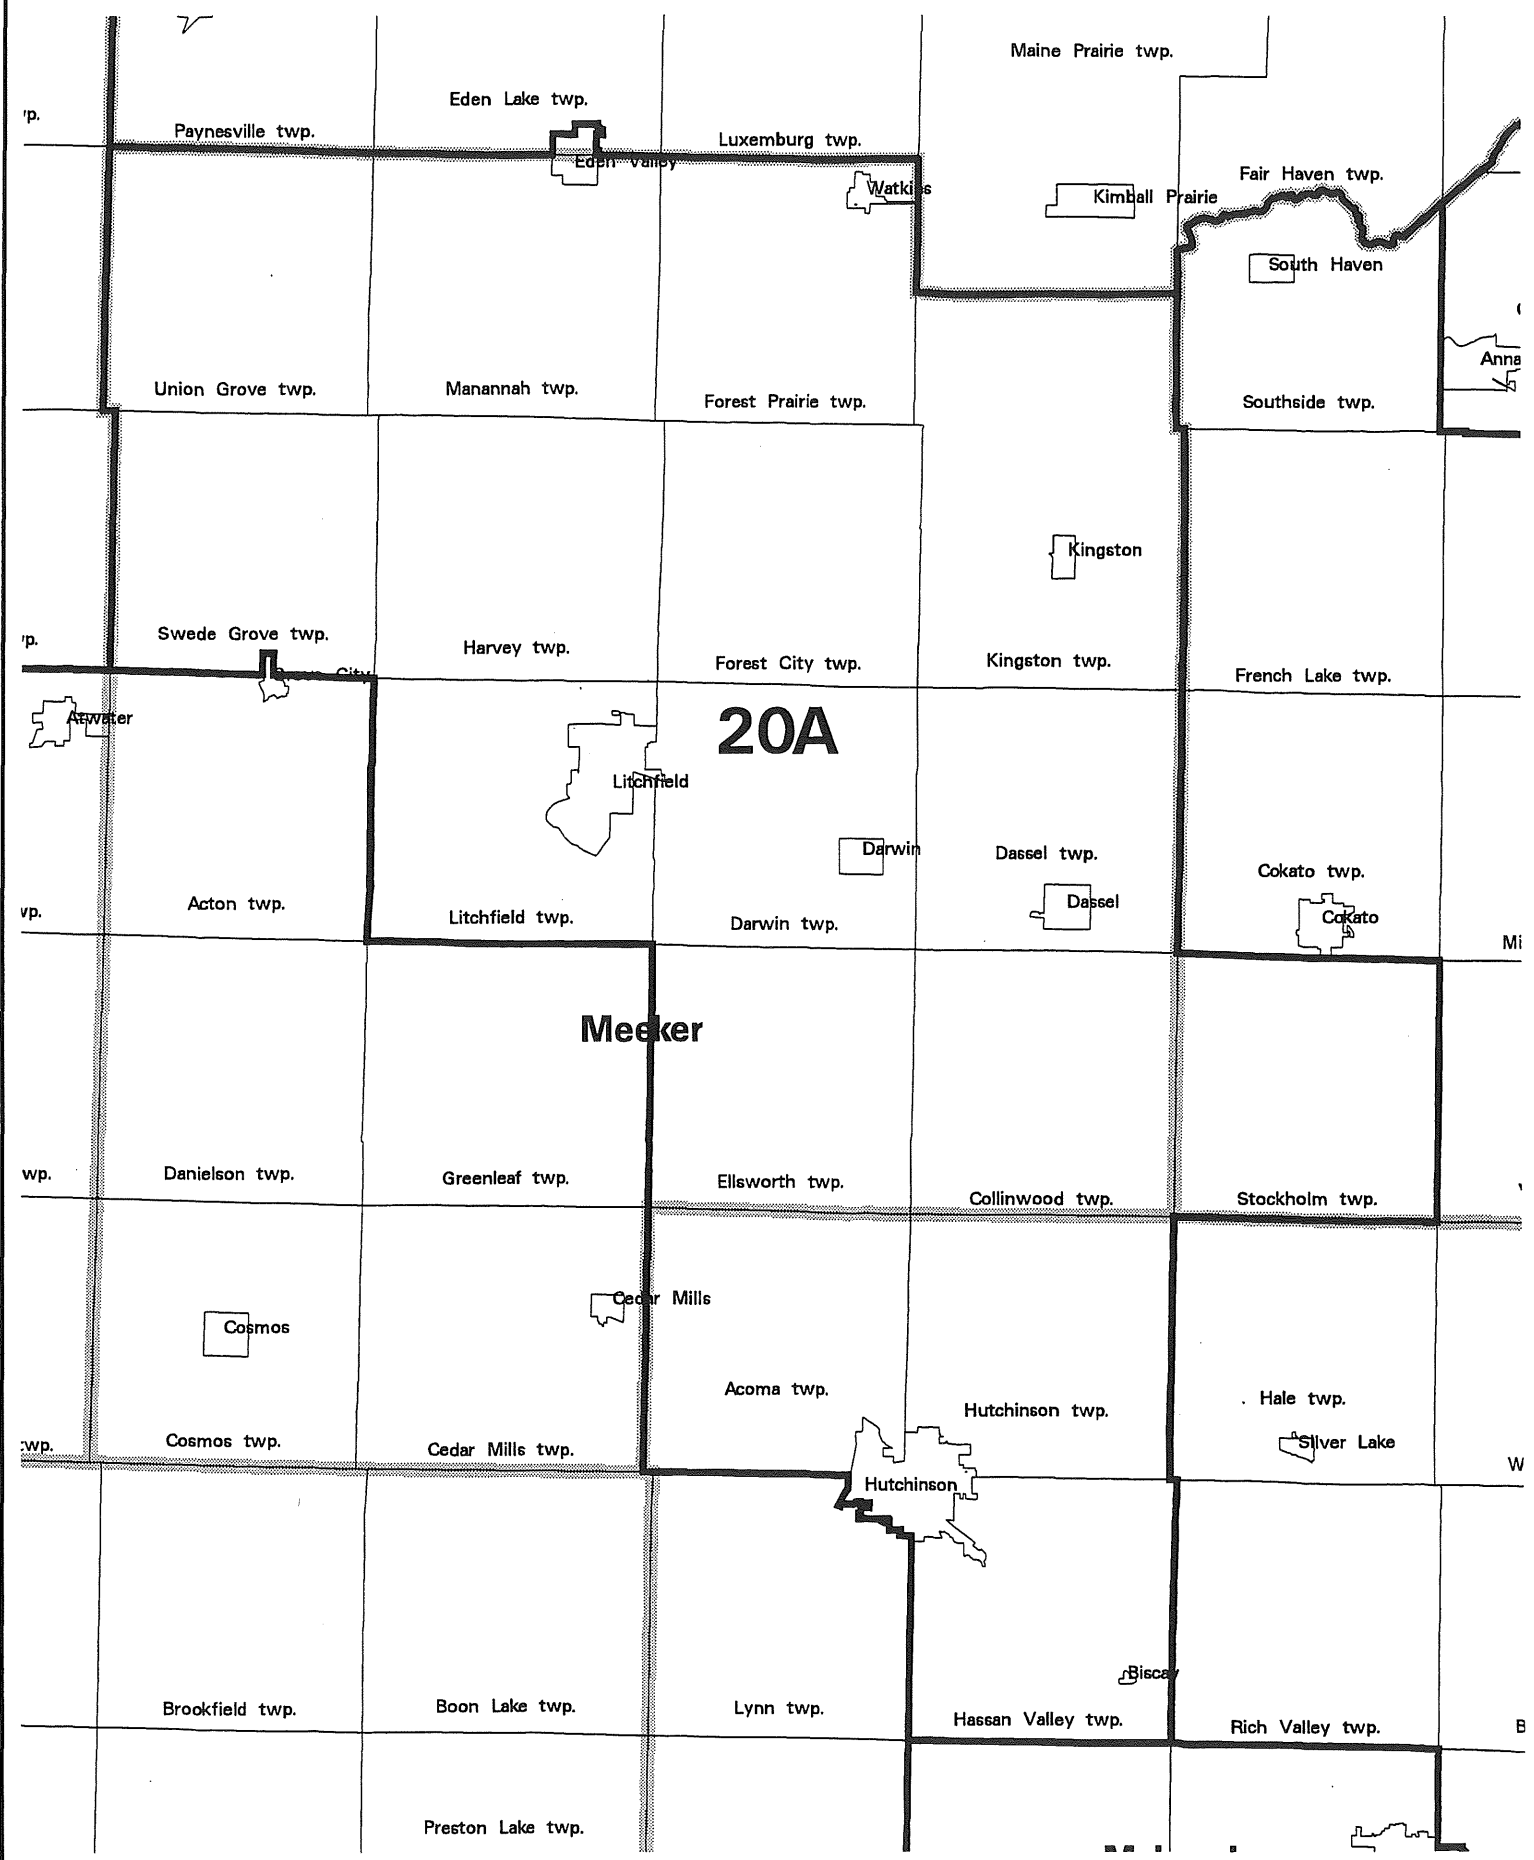 Maine Prairie twp.
Eden Lake twp.
Paynesville twp.
Luxemburg twp.
Eden Valley
Fair Haven twp.
Watkins
Kimball Prairie
South Haven
Union Grove twp.
Manannah twp.
Forest Prairie twp.
Southside twp.
Kingston
Swede Grove twp.
Harvey twp.
Forest City twp.
Kingston twp.
French Lake twp.
Atwater
20A
Litchfield
Darwin
Dassel twp.
Cokato twp.
Dassel
Acton twp.
Litchfield twp.
Darwin twp.
Cokato
Meeker
Danielson twp.
Greenleaf twp.
Ellsworth twp.
Collinwood twp.
Stockholm twp.
Cedar Mills
Cosmos
Acoma twp.
Hutchinson twp.
Hale twp.
Cosmos twp.
Cedar Mills twp.
Silver Lake
Hutchinson
Biscay
Brookfield twp.
Boon Lake twp.
Lynn twp.
Hassan Valley twp.
Rich Valley twp.
Preston Lake twp.